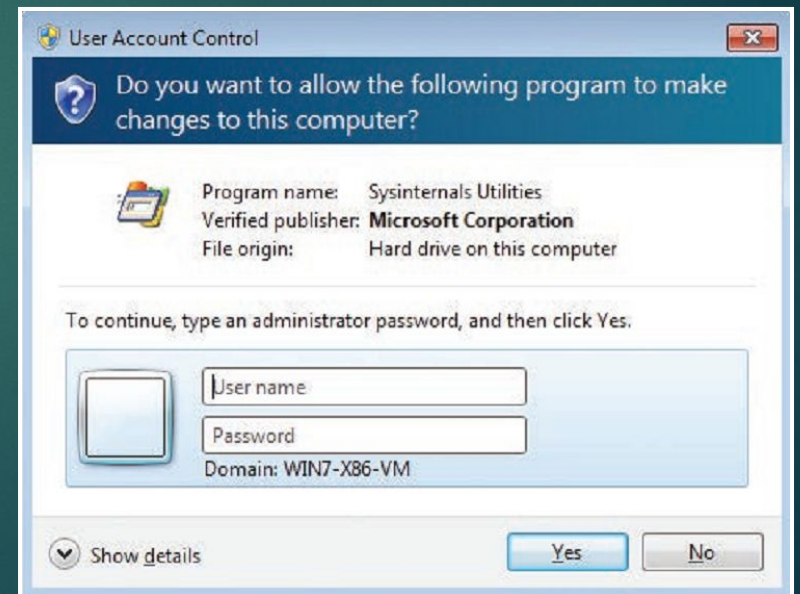 User Account Control
Do you want to allow the following program to make
changes to this computer?
Program name: Sysinternals Utilities
Verified publisher: Microsoft Corporation
File origin: Hard drive on this computer
To continue, type an administrator password, and then click Yes.
User name
Password
Domain: WIN7-X86-VM
Show details
Yes
No